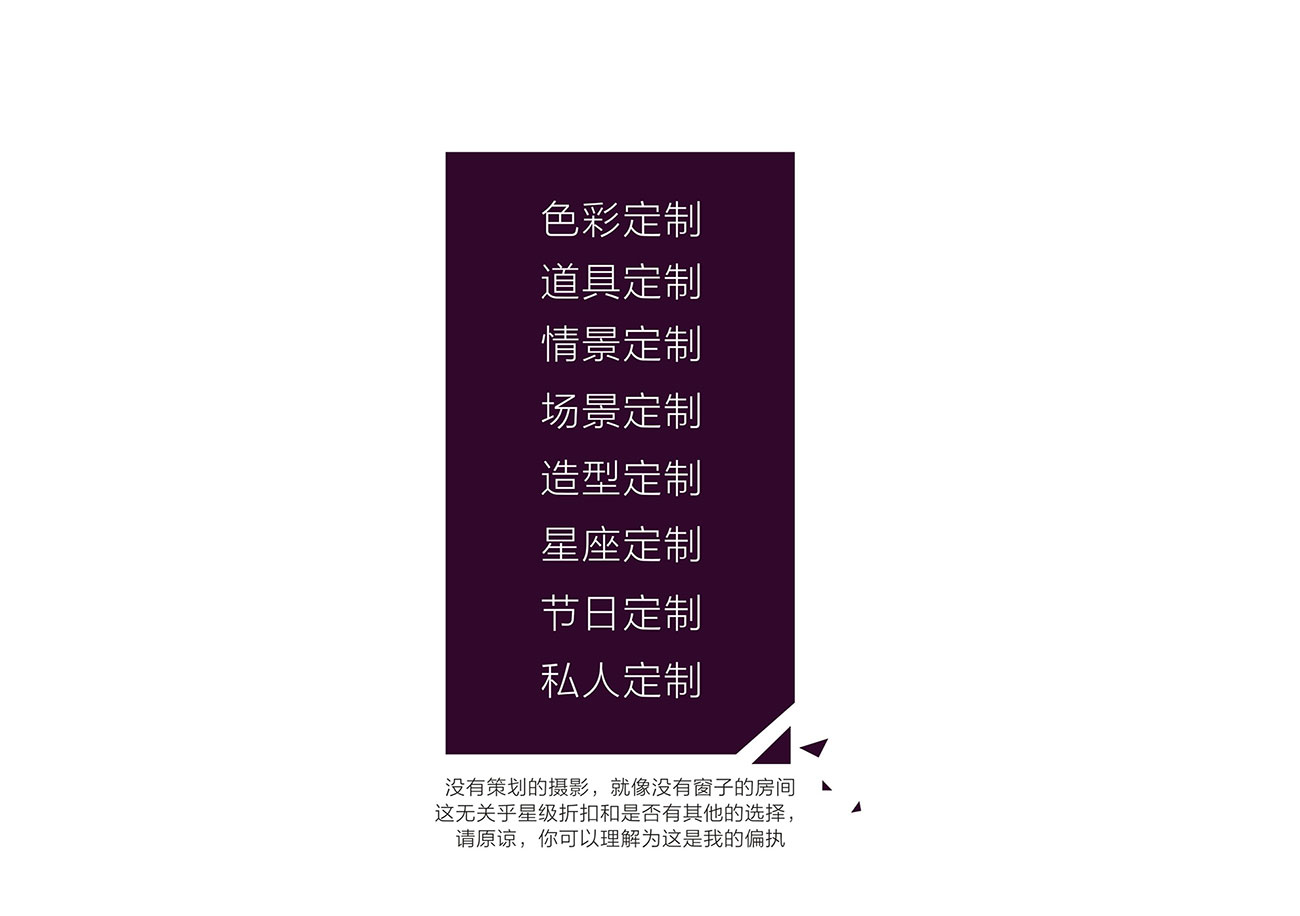 色彩定制
道具定制
情景定制
场景定制
造型定制
星座定制
节日定制
私人定制
没有策划的摄影，就像没有窗子的房间
这无关乎星级折扣和是否有其他的选择，
请原谅，你可以理解为这是我的偏执